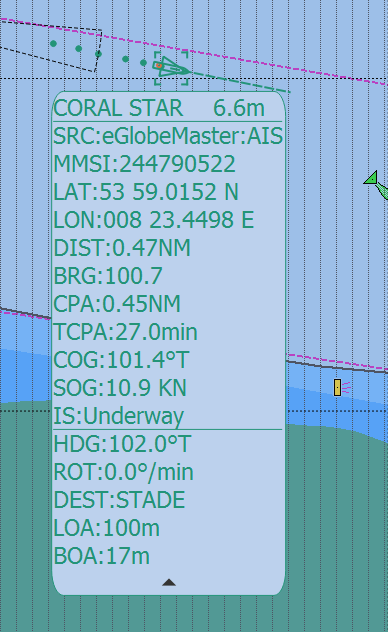 CORAL STAR 6.6m
SRC:eGlobeMaster:AIS
MMSI:244790522
LAT:53 59.0152 N
LON:008 23.4498 E
DIST:0.47NM
BRG:100.7
CPA:0.45NM
TCPA:27.0min
COG:101.4°T
SOG:10.9 KN
IS:Underway
HDG:102.0°T
ROT:0.0°/min
DEST:STADE
LOA:100m
BOA:17m